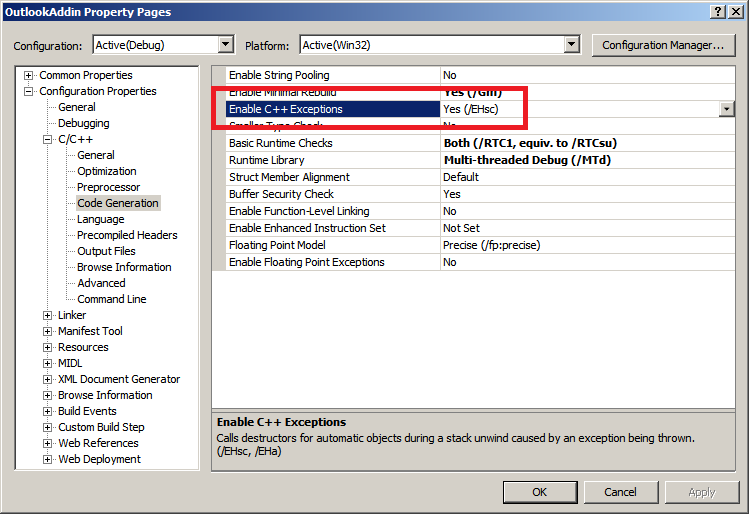 OutlookAddin Property Pages
Configuration: Active(Debug) Platform: Active(Win32) Configuration Manager...
Common Properties
Configuration Properties
General
Debugging
C/C++
General
Optimization
Preprocessor
Code Generation
Language
Precompiled Headers
Output Files
Browse Information
Advanced
Command Line
Linker
Manifest Tool
Resources
MIDL
XML Document Generator
Browse Information
Build Events
Custom Build Step
Web References
Web Deployment
Enable String Pooling No
Enable Minimal Rebuild Yes (/Gm)
Enable C++ Exceptions Yes (/EHsc)
Smaller Type Check No
Basic Runtime Checks Both (/RTC1, equiv. to /RTCsu)
Runtime Library Multi-threaded Debug (/MTd)
Struct Member Alignment Default
Buffer Security Check Yes
Enable Function-Level Linking No
Enable Enhanced Instruction Set Not Set
Floating Point Model Precise (/fp:precise)
Enable Floating Point Exceptions No
Enable C++ Exceptions
Calls destructors for automatic objects during a stack unwind caused by an exception being thrown.
(/EHsc, /EHa)
OK Cancel Apply